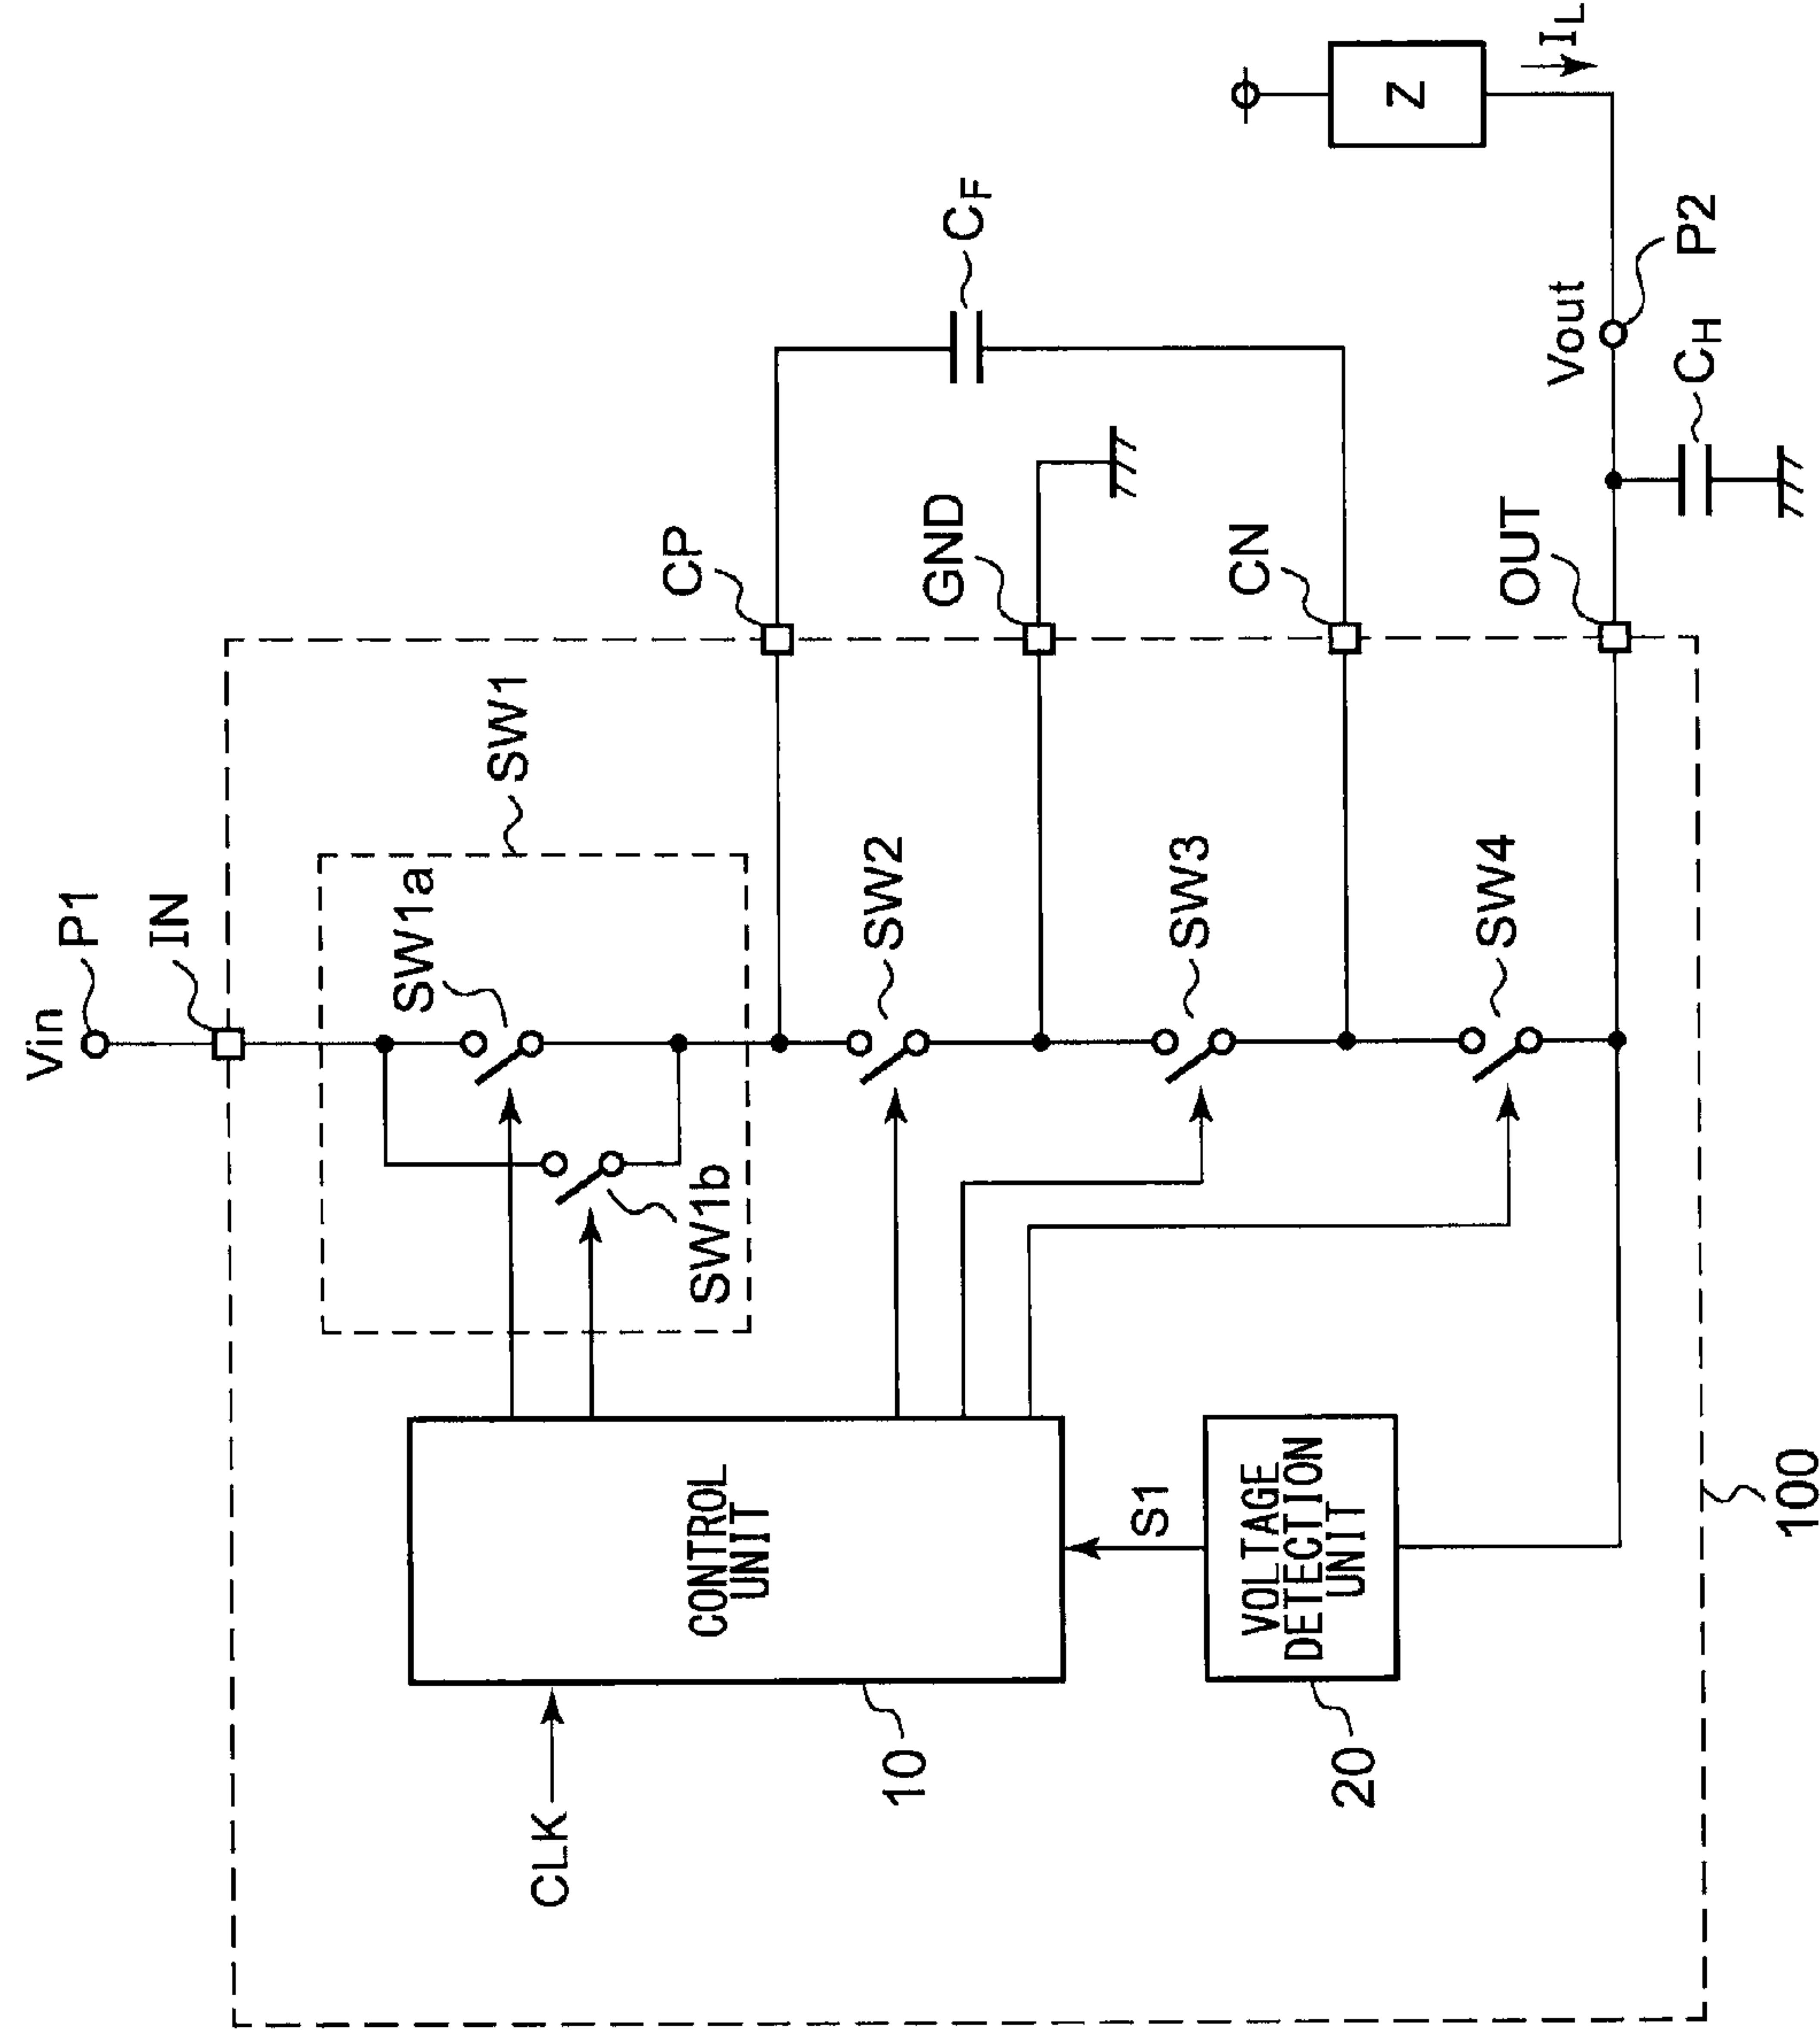 Vin
P1
IN
SW1
SW1a
SW1b
CP
SW2
GND
SW3
CN
SW4
OUT
CF
Z
IL
Vout
P2
CH
CLK
CONTROL
UNIT
10
S1
VOLTAGE
DETECTION
UNIT
20
100